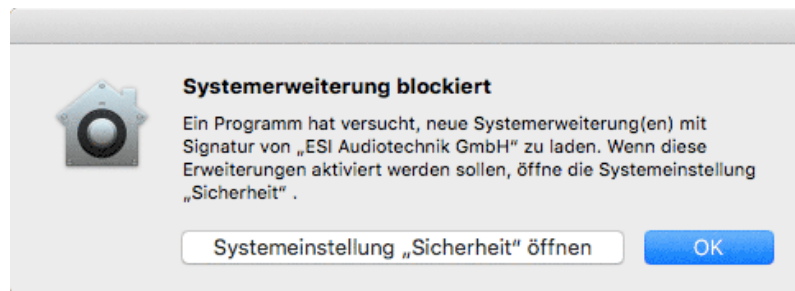 Systemerweiterung blockiert
Ein Programm hat versucht, neue Systemerweiterung(en) mit
Signatur von „ESI Audiotechnik GmbH“ zu laden. Wenn diese
Erweiterungen aktiviert werden sollen, öffne die Systemeinstellung
„Sicherheit“ .
Systemeinstellung „Sicherheit“ öffnen
OK